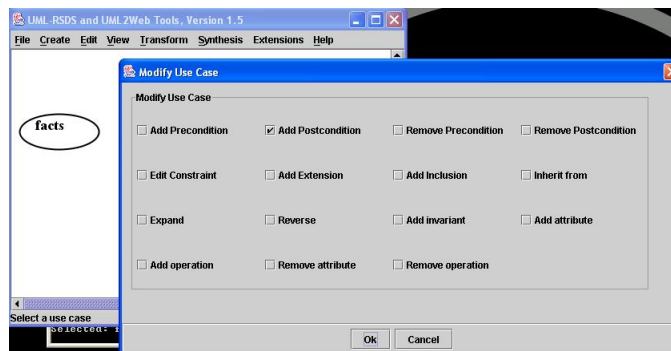 UML-RSDS and UML2Web Tools, Version 1.5
File Create Edit View Transform Synthesis Extensions Help
Modify Use Case
Modify Use Case
facts
Add Precondition Add Postcondition Remove Precondition Remove Postcondition
Edit Constraint Add Extension Add Inclusion Inherit from
Expand Reverse Add invariant Add attribute
Add operation Remove attribute Remove operation
Select a use case
Selected:
Ok Cancel